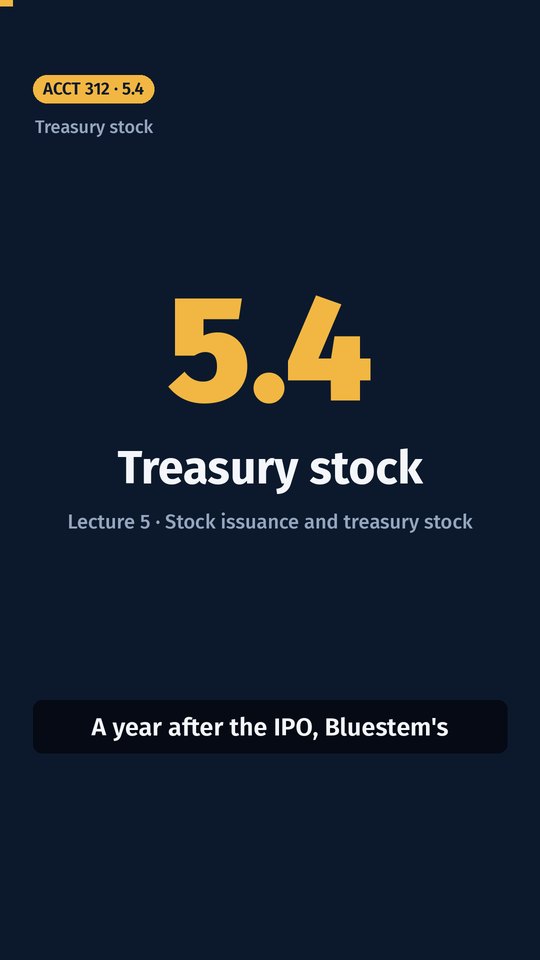 ACCT 312 · 5.4
Treasury stock
5.4
Treasury stock
Lecture 5 · Stock issuance and treasury stock
A year after the IPO, Bluestem's